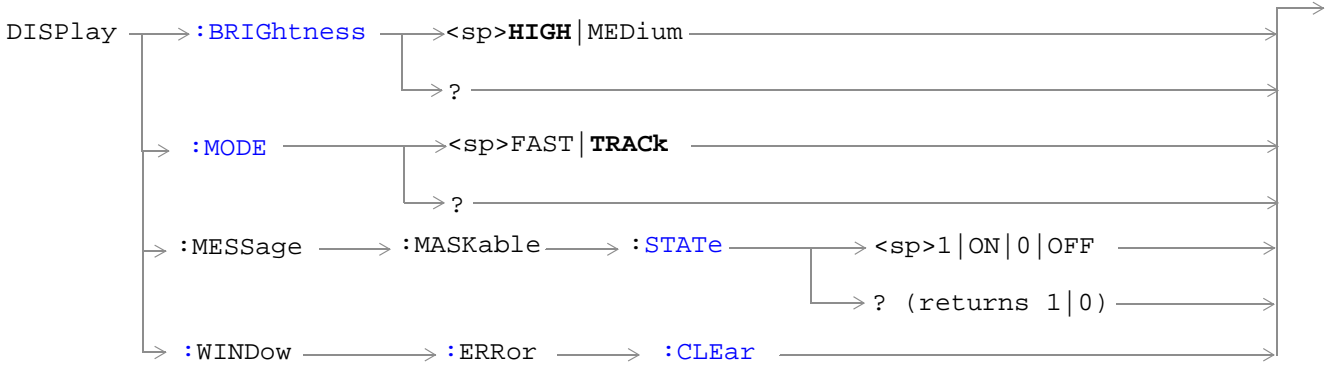 DISPlay :BRIGhtness <sp>HIGH|MEDium
?
:MODE <sp>FAST|TRACk
?
:MESSage :MASKable :STATe <sp>1|ON|0|OFF
? (returns 1|0)
:WINDow :ERRor :CLEar